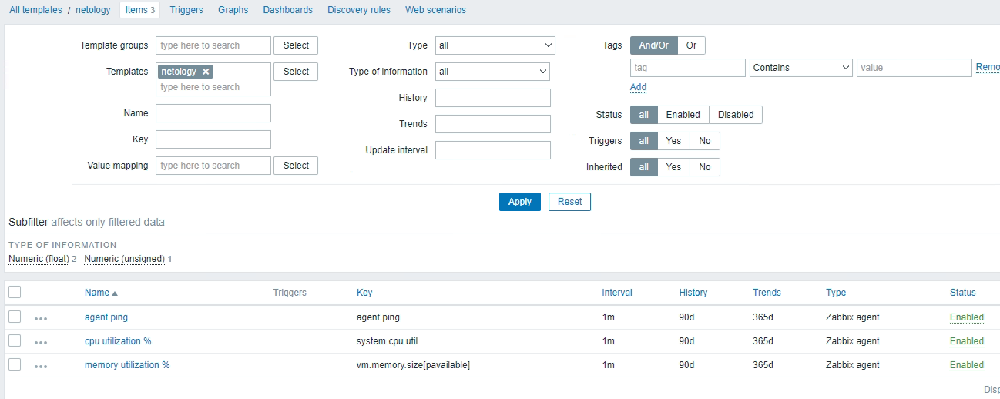 All templates / netology Items 3 Triggers Graphs Dashboards Discovery rules Web scenarios
Template groups type here to search Select Type all Tags And/Or Or
Templates netology × Select Type of information all tag Contains value Remo
type here to search History Add
Name Trends Status all Enabled Disabled
Key Update interval Triggers all Yes No
Value mapping type here to search Select Inherited all Yes No
Apply Reset
Subfilter affects only filtered data
TYPE OF INFORMATION
Numeric (float) 2 Numeric (unsigned) 1
Name Triggers Key Interval History Trends Type Status
agent ping agent.ping 1m 90d 365d Zabbix agent Enabled
cpu utilization % system.cpu.util 1m 90d 365d Zabbix agent Enabled
memory utilization % vm.memory.size[pavailable] 1m 90d 365d Zabbix agent Enabled
Disp